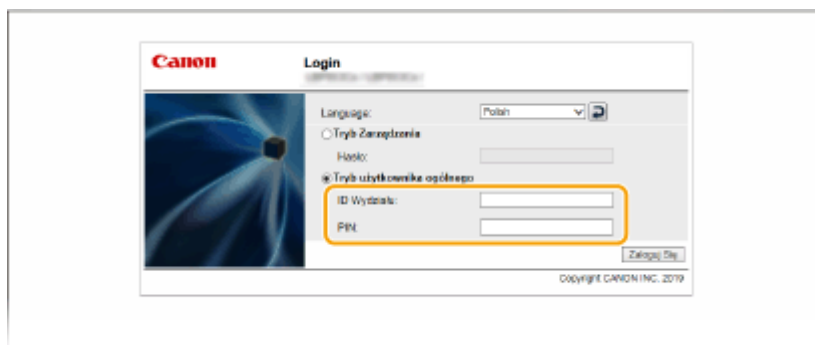 Canon
Login
Language: Polish
Tryb Zarządzania
Hasło:
Tryb użytkownika ogólnego
ID Wydziału:
PIN:
Zaloguj Się
Copyright CANON INC. 2019